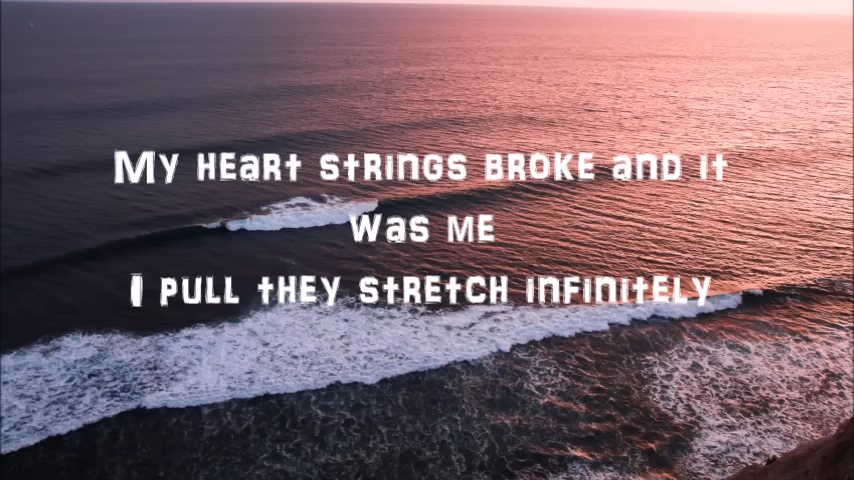 My heart strings broke and it
was me
I pull they stretch infinitely